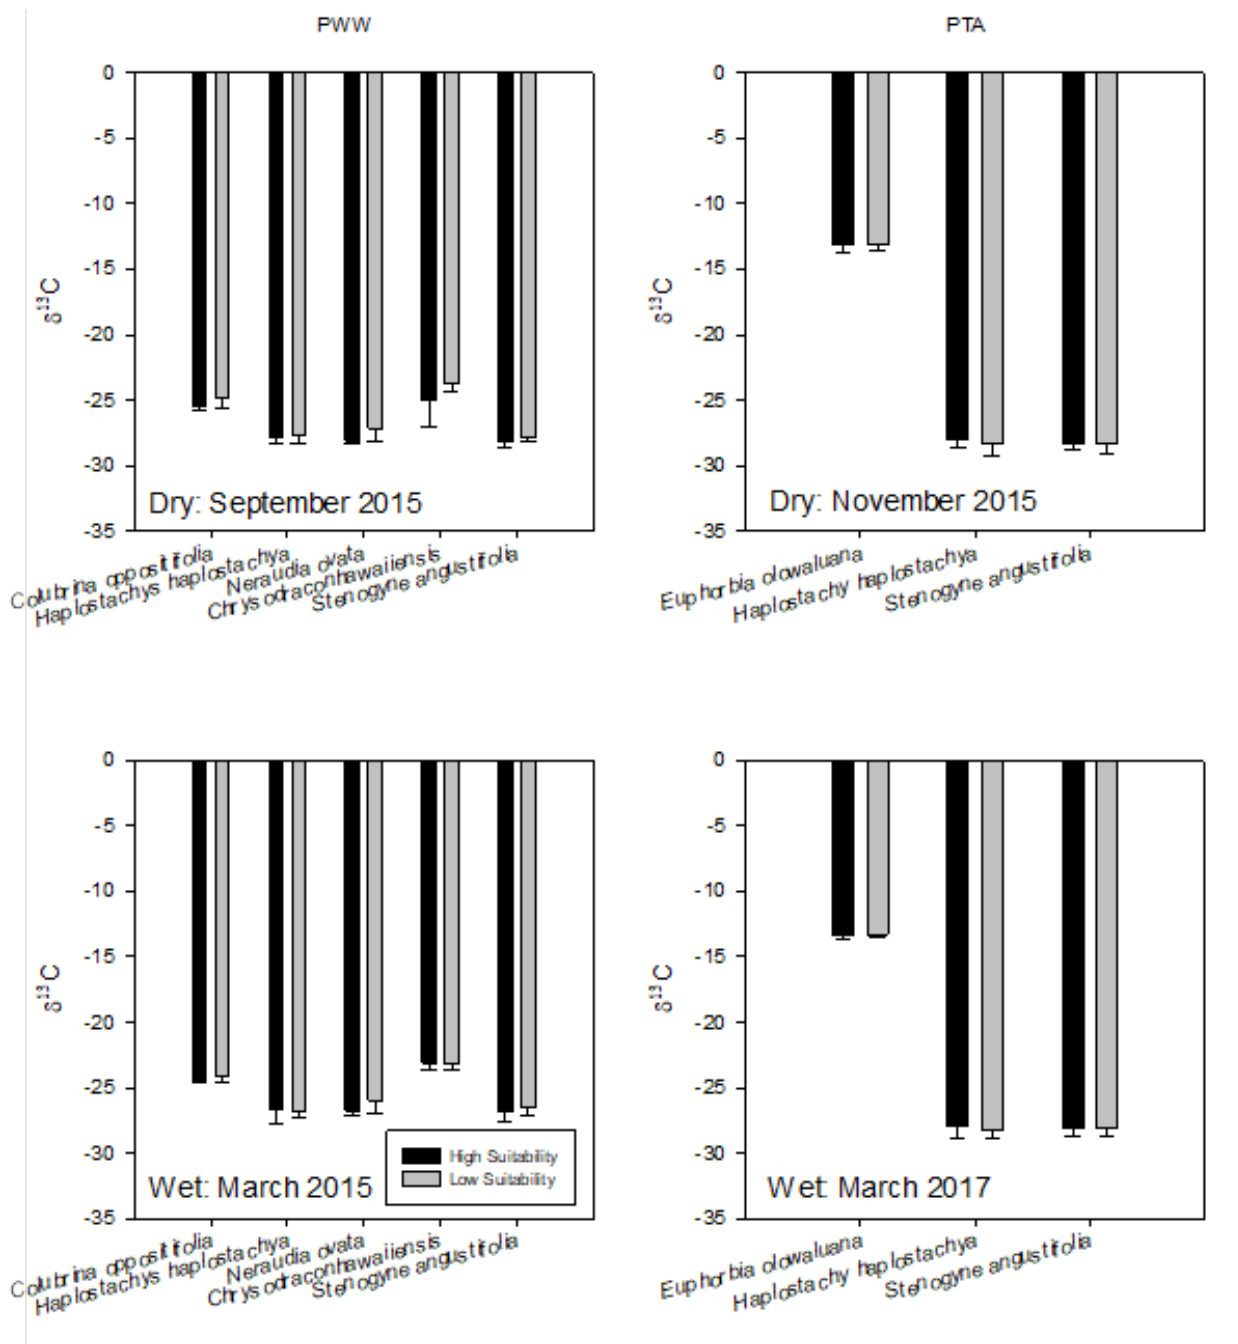 PWW
PTA
0
-5
-10
-15
-20
-25
-30
-35
δ13C
Dry: September 2015
Colubrina oppositifolia
Haplostachys haplostachya
Neraudia ovata
Chrysodraconhawaiiensis
Stenogyne angustifolia
0
-5
-10
-15
-20
-25
-30
-35
δ13C
Dry: November 2015
Euphorbia olowaluana
Haplostachy haplostachya
Stenogyne angustifolia
0
-5
-10
-15
-20
-25
-30
-35
δ13C
High Suitability
Low Suitability
Wet: March 2015
Colubrina oppositifolia
Haplostachys haplostachya
Neraudia ovata
Chrysodraconhawaiiensis
Stenogyne angustifolia
0
-5
-10
-15
-20
-25
-30
-35
δ13C
Wet: March 2017
Euphorbia olowaluana
Haplostachy haplostachya
Stenogyne angustifolia